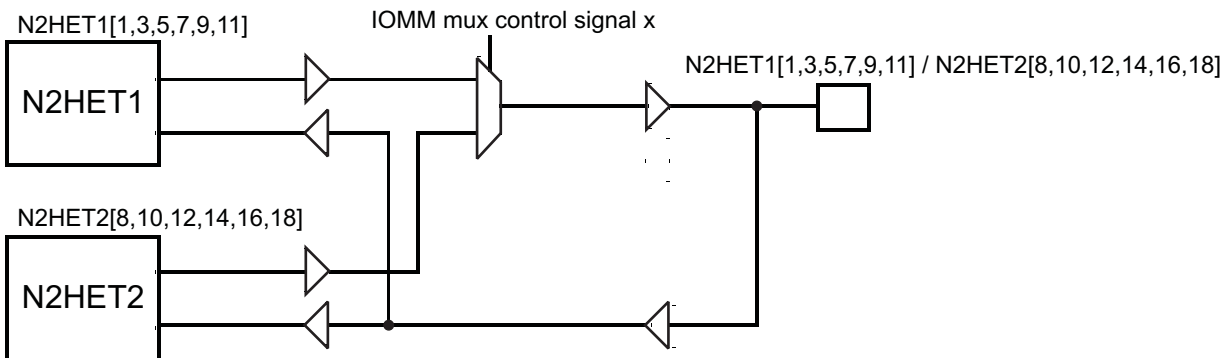 N2HET1[1,3,5,7,9,11]
IOMM mux control signal x
N2HET1[1,3,5,7,9,11] / N2HET2[8,10,12,14,16,18]
N2HET1
N2HET2[8,10,12,14,16,18]
N2HET2